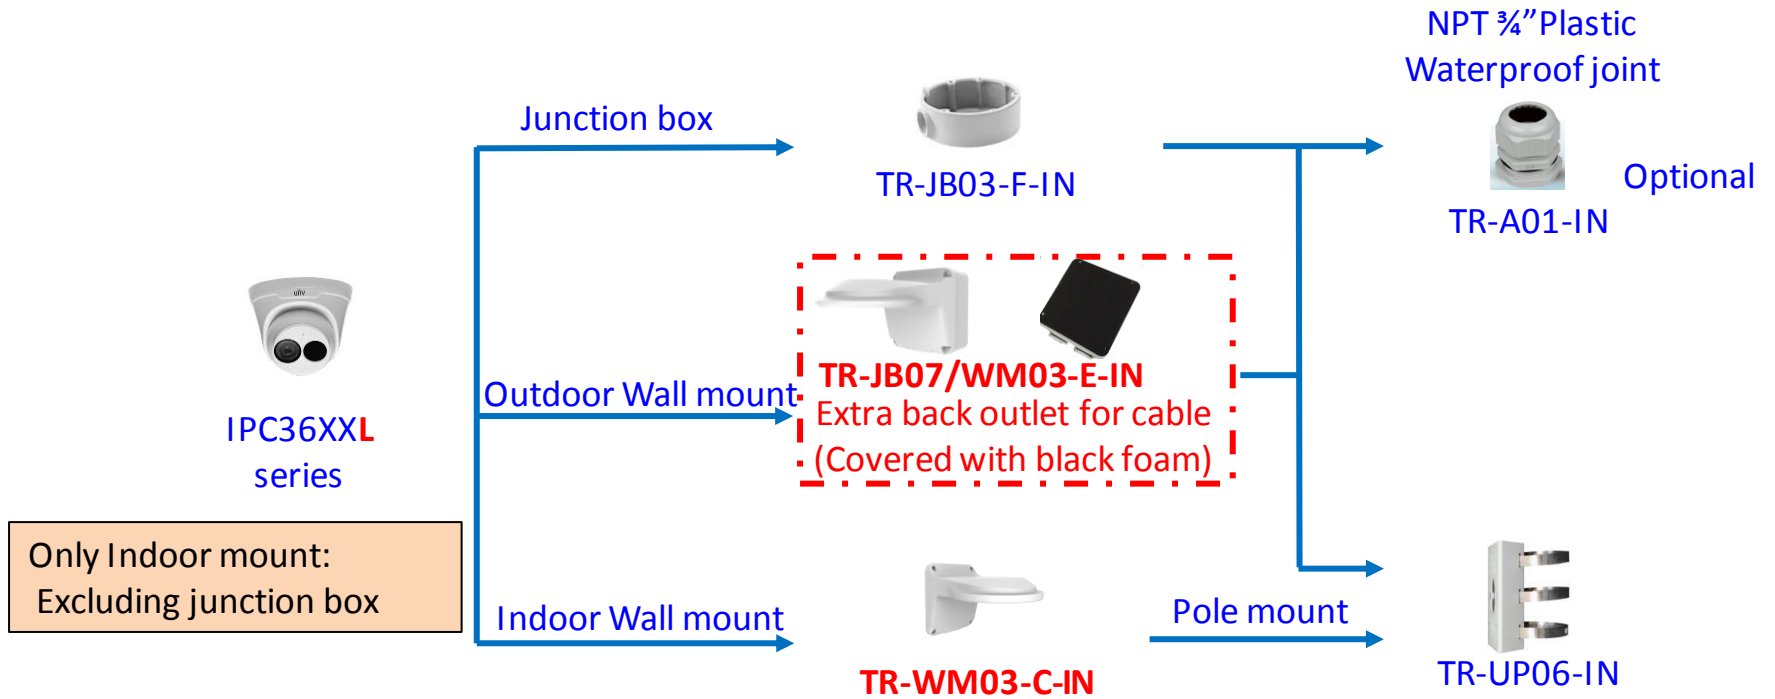 NPT ¾”Plastic
Waterproof joint
Junction box
TR-JB03-F-IN
Optional
TR-A01-IN
unv
TR-JB07/WM03-E-IN
Outdoor Wall mount
Extra back outlet for cable
(Covered with black foam)
IPC36XXL
series
Only Indoor mount:
Excluding junction box
Indoor Wall mount
Pole mount
TR-WM03-C-IN
TR-UP06-IN